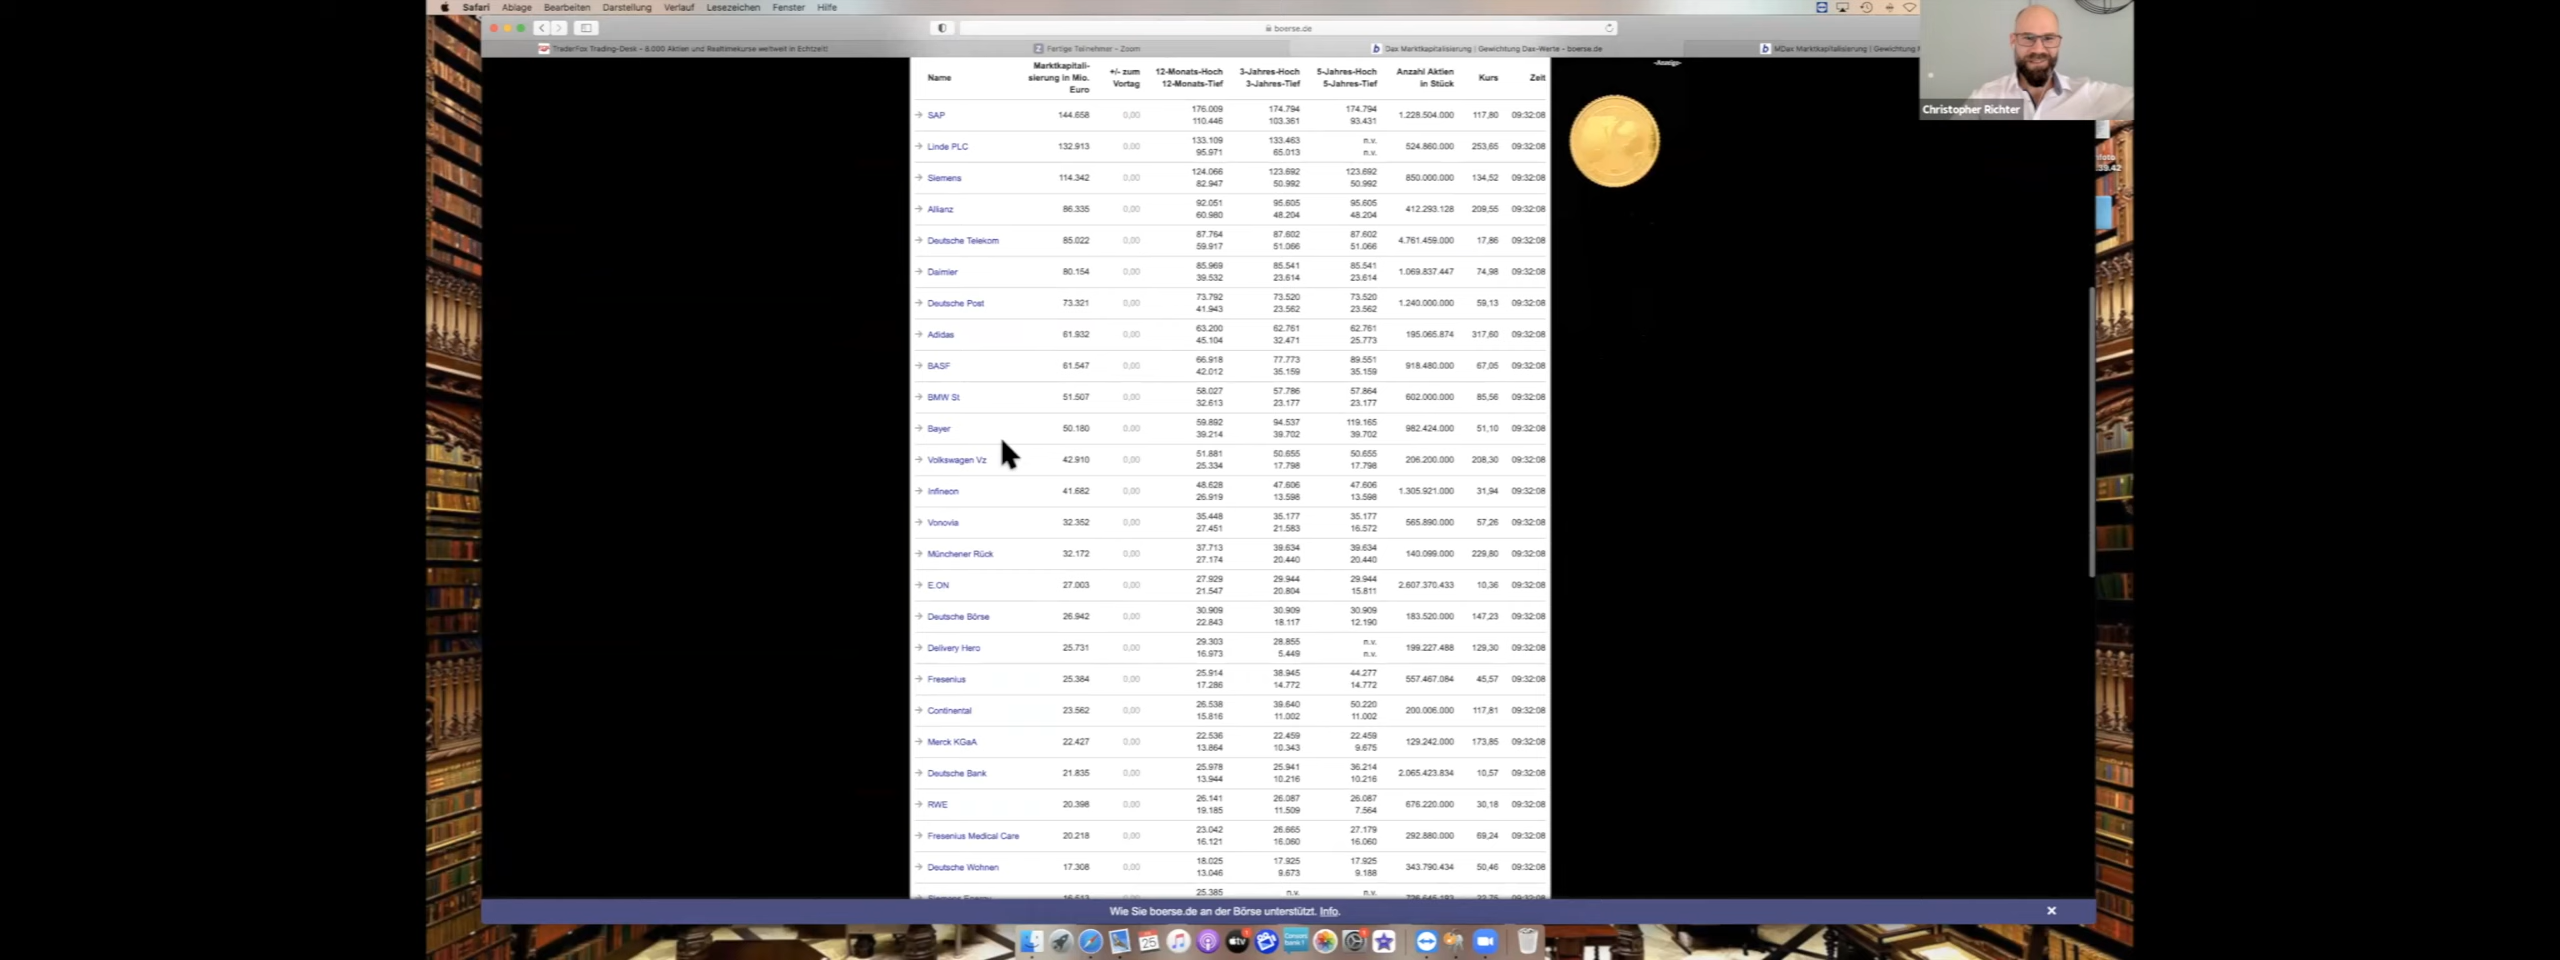 Safari Ablage Bearbeiten Darstellung Verlauf Lesezeichen Fenster Hilfe
boerse.de
TraderFox Trading-Desk - 6.000 Aktien und Realtimekurse weltweit in Echtzeit!
Fertige Teilnehmer - Zoom
Dax Marktkapitalisierung | Gewichtung Dax-Werte - boerse.de
MDax Marktkapitalisierung | Gewichtung
Christopher Richter
-Anzeige-
Name Marktkapitali-sierung in Mio. Euro +/- zum Vortag 12-Monats-Hoch 12-Monats-Tief 3-Jahres-Hoch 3-Jahres-Tief 5-Jahres-Hoch 5-Jahres-Tief Anzahl Aktien in Stück Kurs Zeit
SAP 144.658 0,00 176.009 110.446 174.794 103.361 174.794 93.431 1.228.504.000 117,80 09:32:08
Linde PLC 132.913 0,00 133.109 95.971 133.463 65.013 n.v. n.v. 524.860.000 253,65 09:32:08
Siemens 114.342 0,00 124.066 82.947 123.692 50.992 123.692 50.992 850.000.000 134,52 09:32:08
Allianz 86.335 0,00 92.051 60.980 95.605 48.204 95.605 48.204 412.293.128 209,55 09:32:08
Deutsche Telekom 85.022 0,00 87.764 59.917 87.602 51.066 87.602 51.066 4.761.459.000 17,86 09:32:08
Daimler 80.154 0,00 85.969 39.532 85.541 23.614 85.541 23.614 1.069.837.447 74,98 09:32:08
Deutsche Post 73.321 0,00 73.792 41.943 73.520 23.562 73.520 23.562 1.240.000.000 59,13 09:32:08
Adidas 61.932 0,00 63.200 45.104 62.761 32.471 62.761 25.773 195.065.874 317,60 09:32:08
BASF 61.547 0,00 66.918 42.012 77.773 35.159 89.551 35.159 918.480.000 67,05 09:32:08
BMW St 51.507 0,00 58.027 32.613 57.786 23.177 57.864 23.177 602.000.000 85,56 09:32:08
Bayer 50.180 0,00 59.892 39.214 94.537 39.702 119.165 39.702 982.424.000 51,10 09:32:08
Volkswagen Vz 42.910 0,00 51.881 25.334 50.655 17.798 50.655 17.798 206.200.000 208,30 09:32:08
Infineon 41.682 0,00 48.628 26.919 47.606 13.598 47.606 13.598 1.305.921.000 31,94 09:32:08
Vonovia 32.352 0,00 35.448 27.451 35.177 21.583 35.177 16.572 565.890.000 57,26 09:32:08
Münchener Rück 32.172 0,00 37.713 27.174 39.634 20.440 39.634 20.440 140.099.000 229,80 09:32:08
E.ON 27.003 0,00 27.929 21.547 29.944 20.804 29.944 15.811 2.607.370.433 10,36 09:32:08
Deutsche Börse 26.942 0,00 30.909 22.843 30.909 18.117 30.909 12.190 183.520.000 147,23 09:32:08
Delivery Hero 25.731 0,00 29.303 16.973 28.855 5.449 n.v. n.v. 199.227.488 129,30 09:32:08
Fresenius 25.384 0,00 25.914 17.286 38.945 14.772 44.277 14.772 557.467.084 45,57 09:32:08
Continental 23.562 0,00 26.538 15.816 39.640 11.002 50.220 11.002 200.006.000 117,81 09:32:08
Merck KGaA 22.427 0,00 22.536 13.864 22.459 10.343 22.459 9.675 129.242.000 173,85 09:32:08
Deutsche Bank 21.835 0,00 25.978 13.944 25.941 10.216 36.214 10.216 2.065.423.834 10,57 09:32:08
RWE 20.398 0,00 26.141 19.185 26.087 11.509 26.087 7.564 676.220.000 30,18 09:32:08
Fresenius Medical Care 20.218 0,00 23.042 16.121 26.665 16.060 27.179 16.060 292.880.000 69,24 09:32:08
Deutsche Wohnen 17.308 0,00 18.025 13.046 17.925 9.673 17.925 9.188 343.790.434 50,46 09:32:08
25.385 n.v. n.v.
Wie Sie boerse.de an der Börse unterstützt. Info.
25
tv